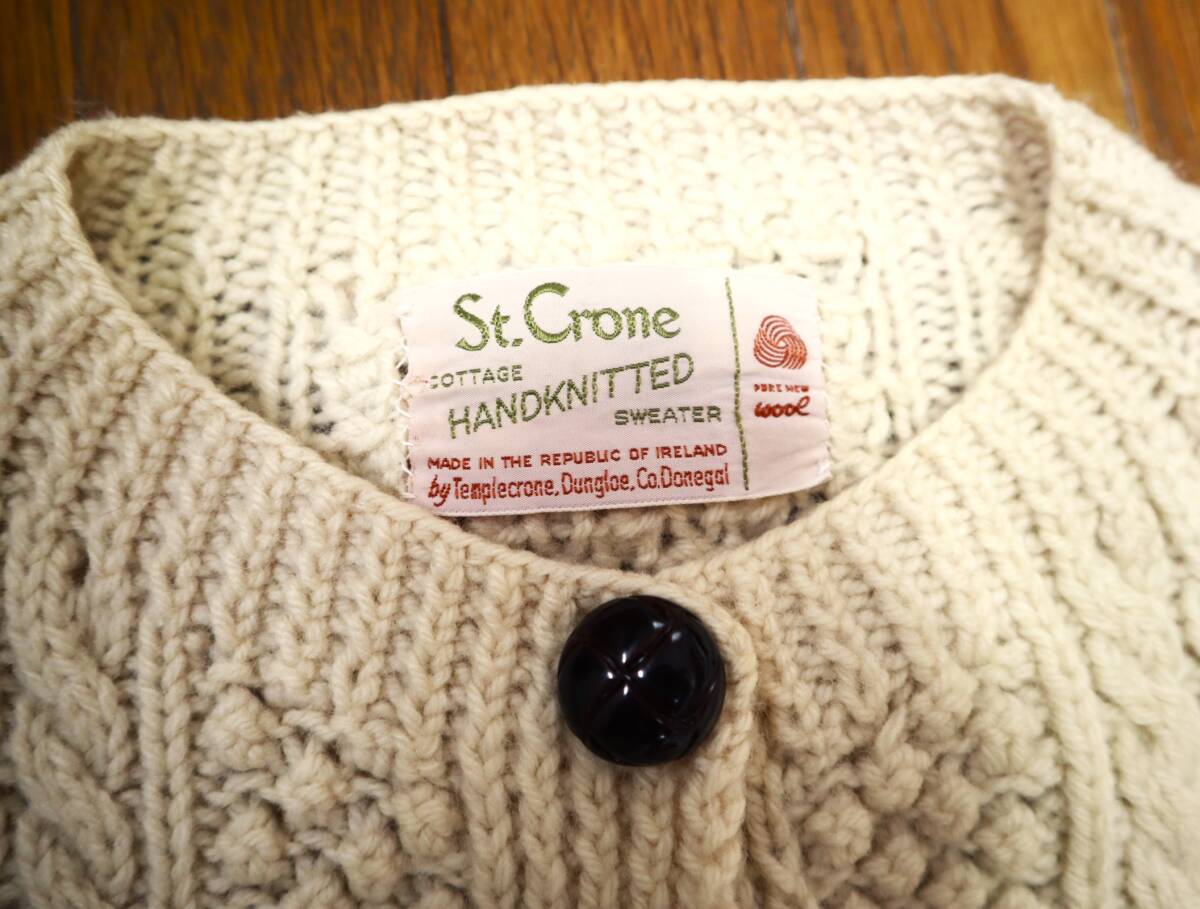 St. Crone
COTTAGE
HANDKNITTED
SWEATER
MADE IN THE REPUBLIC OF IRELAND
by Templecrone, Dungloe, Co. Donegal
PURE NEW
wool